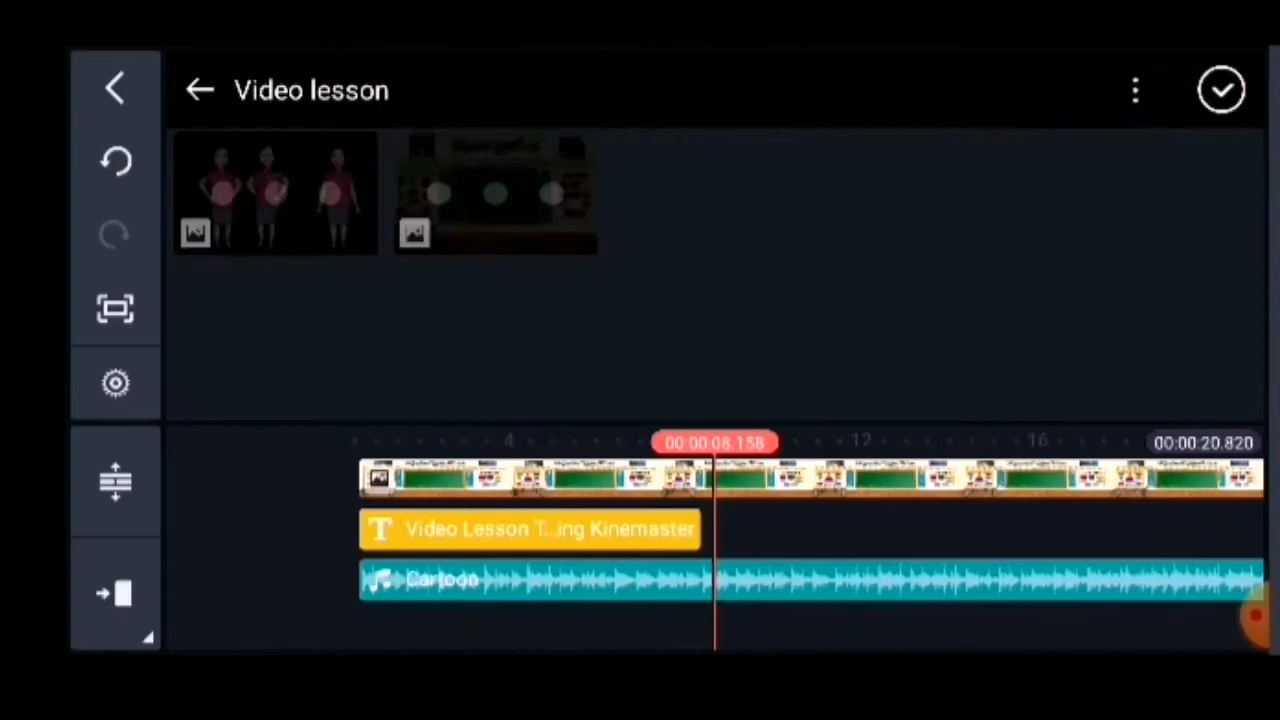 Video lesson
4
00:00:08.158
12
16
00:00:20.820
Video Lesson T...ing Kinemaster
Cartoon